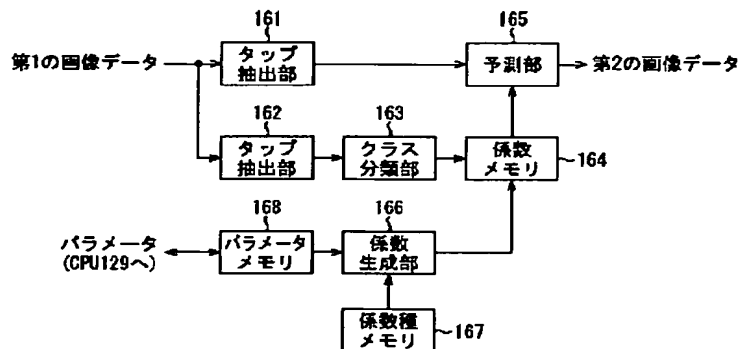 161
165
第1の画像データ
タップ
抽出部
予測部
第2の画像データ
162
163
タップ
抽出部
クラス
分類部
係数
メモリ
164
168
166
パラメータ
(CPU129へ)
パラメータ
メモリ
係数
生成部
係数種
メモリ
167